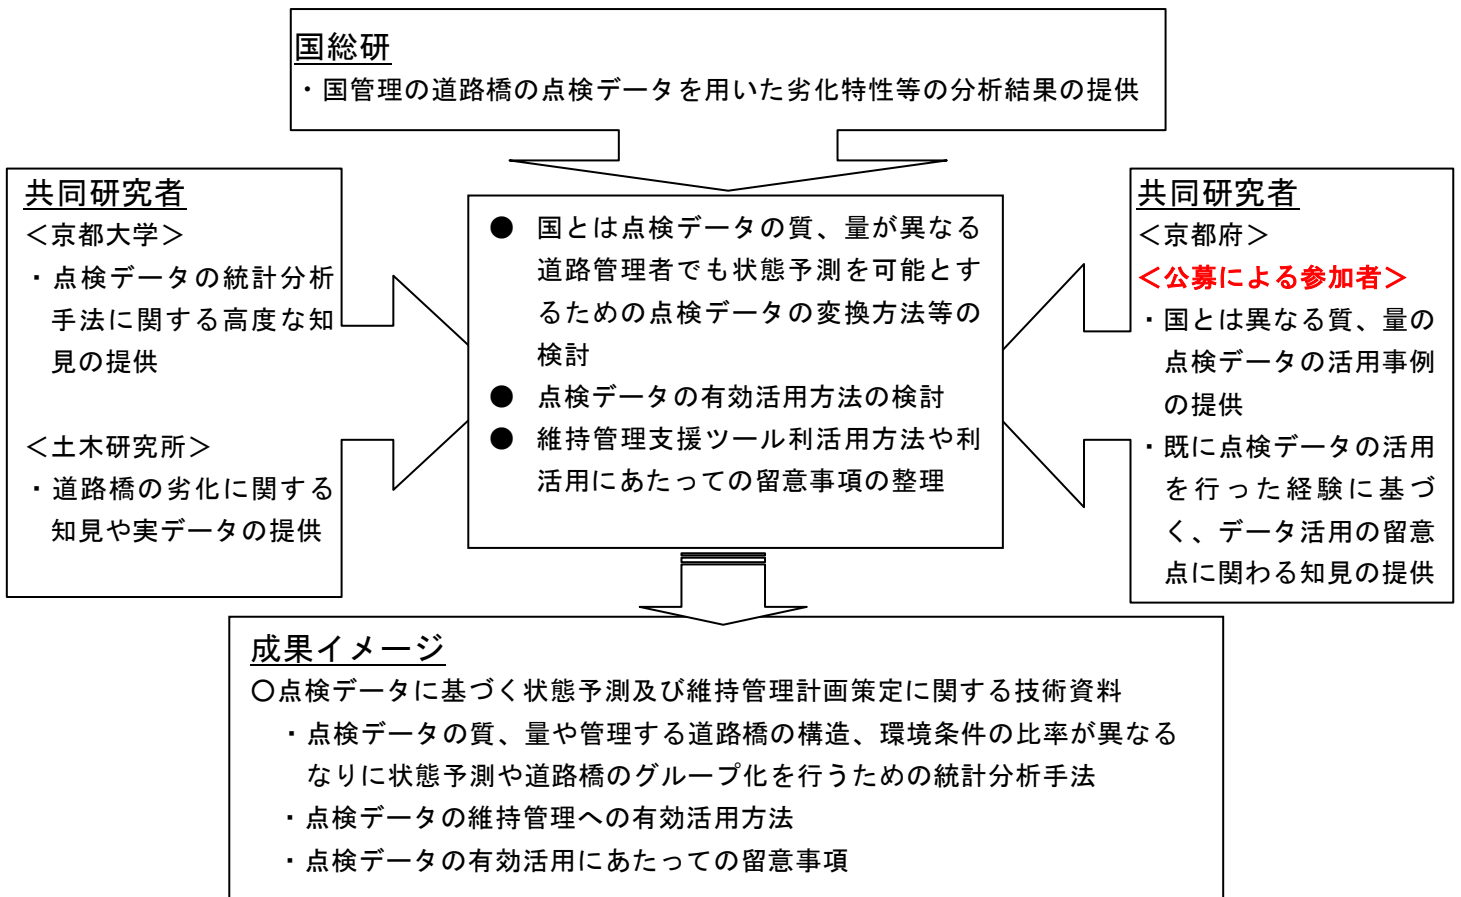 国総研
・国管理の道路橋の点検データを用いた劣化特性等の分析結果の提供
共同研究者
＜京都大学＞
・点検データの統計分析
手法に関する高度な知
見の提供
＜土木研究所＞
・道路橋の劣化に関する
知見や実データの提供
● 国とは点検データの質、量が異なる
道路管理者でも状態予測を可能とす
るための点検データの変換方法等の
検討
● 点検データの有効活用方法の検討
● 維持管理支援ツール利活用方法や利
活用にあたっての留意事項の整理
共同研究者
＜京都府＞
＜公募による参加者＞
・国とは異なる質、量の
点検データの活用事例
の提供
・既に点検データの活用
を行った経験に基づ
く、データ活用の留意
点に関わる知見の提供
成果イメージ
〇点検データに基づく状態予測及び維持管理計画策定に関する技術資料
・点検データの質、量や管理する道路橋の構造、環境条件の比率が異なる
なりに状態予測や道路橋のグループ化を行うための統計分析手法
・点検データの維持管理への有効活用方法
・点検データの有効活用にあたっての留意事項